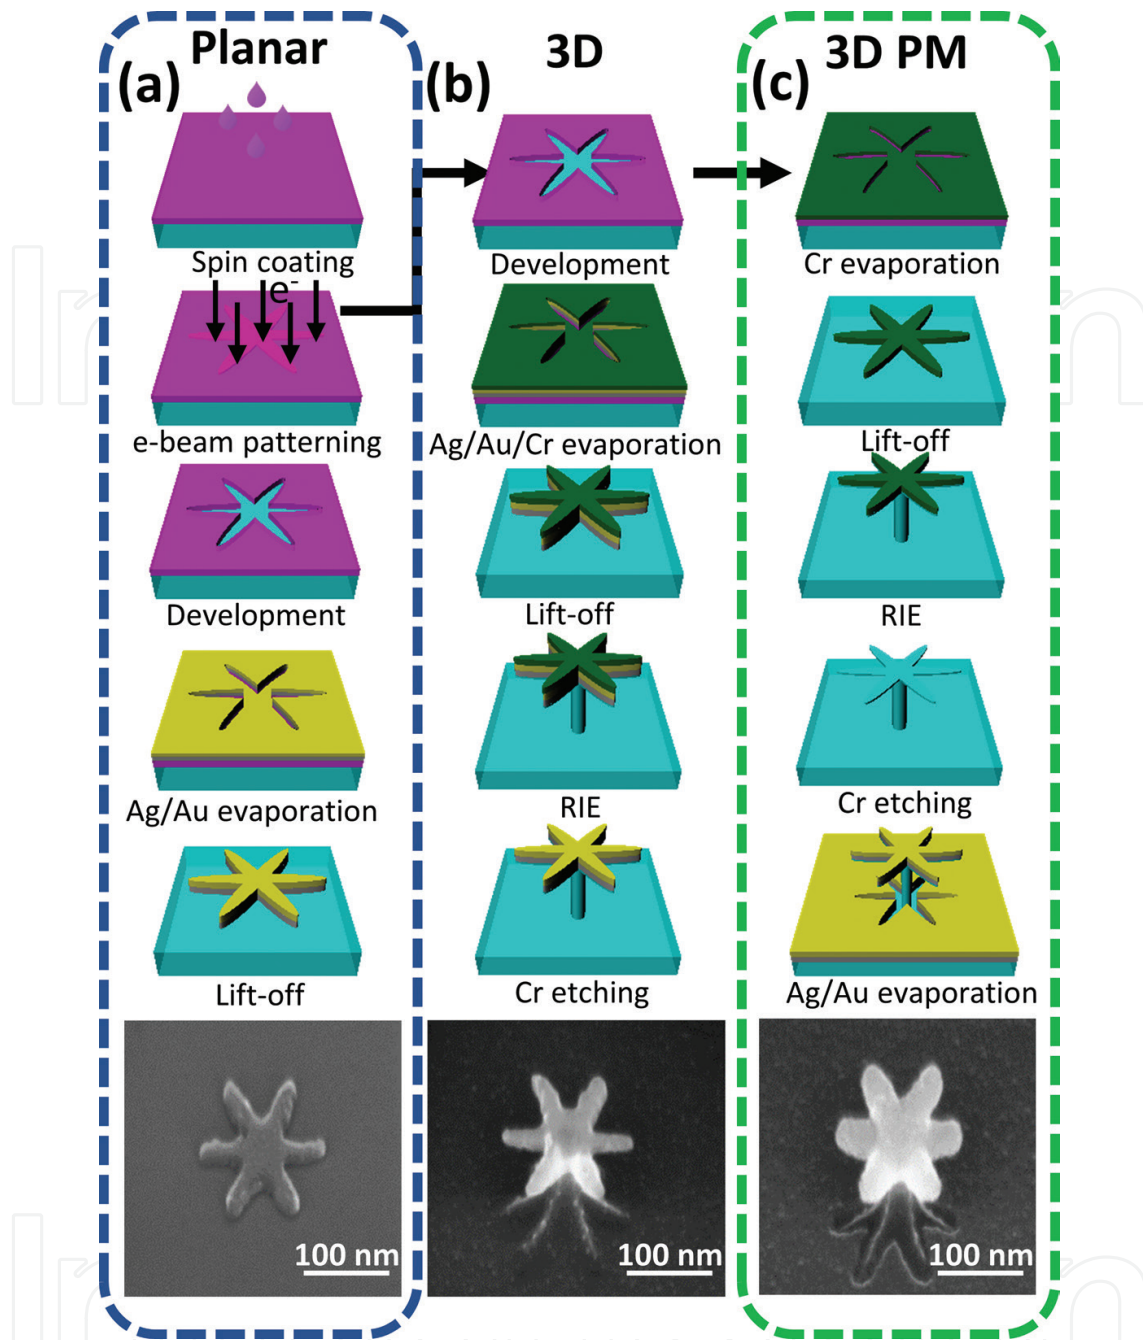 Planar
(a)
Spin coating
e-
e-beam patterning
Development
Ag/Au evaporation
Lift-off
100 nm
3D
(b)
Development
Ag/Au/Cr evaporation
Lift-off
RIE
Cr etching
100 nm
3D PM
(c)
Cr evaporation
Lift-off
RIE
Cr etching
Ag/Au evaporation
100 nm